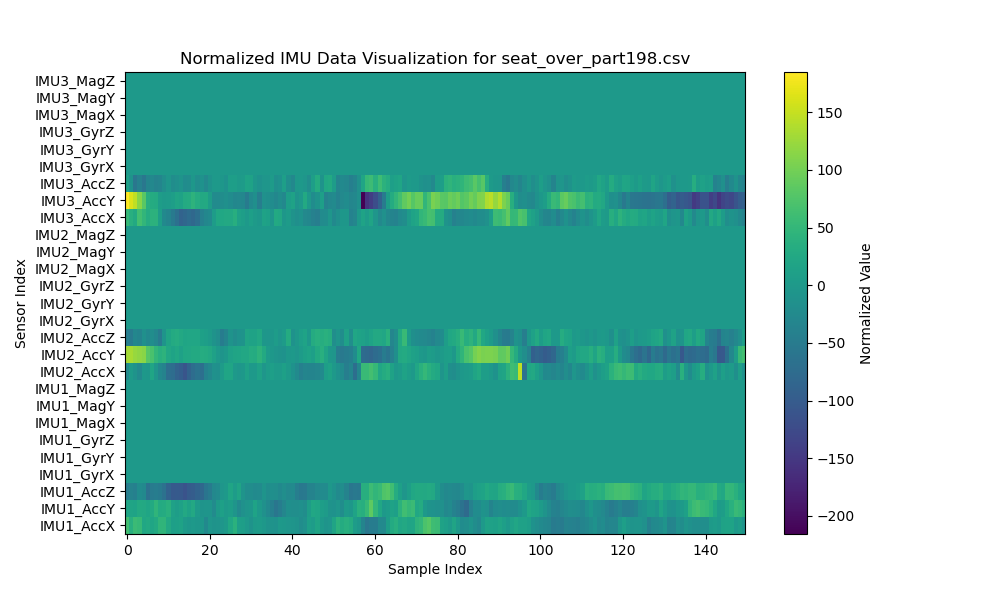 Normalized IMU Data Visualization for seat_over_part198.csv
IMU3_MagZ
IMU3_MagY
IMU3_MagX
IMU3_GyrZ
IMU3_GyrY
IMU3_GyrX
IMU3_AccZ
IMU3_AccY
IMU3_AccX
IMU2_MagZ
IMU2_MagY
IMU2_MagX
IMU2_GyrZ
IMU2_GyrY
IMU2_GyrX
IMU2_AccZ
IMU2_AccY
IMU2_AccX
IMU1_MagZ
IMU1_MagY
IMU1_MagX
IMU1_GyrZ
IMU1_GyrY
IMU1_GyrX
IMU1_AccZ
IMU1_AccY
IMU1_AccX
Sensor Index
0 20 40 60 80 100 120 140
Sample Index
150
100
50
0
−50
−100
−150
−200
Normalized Value